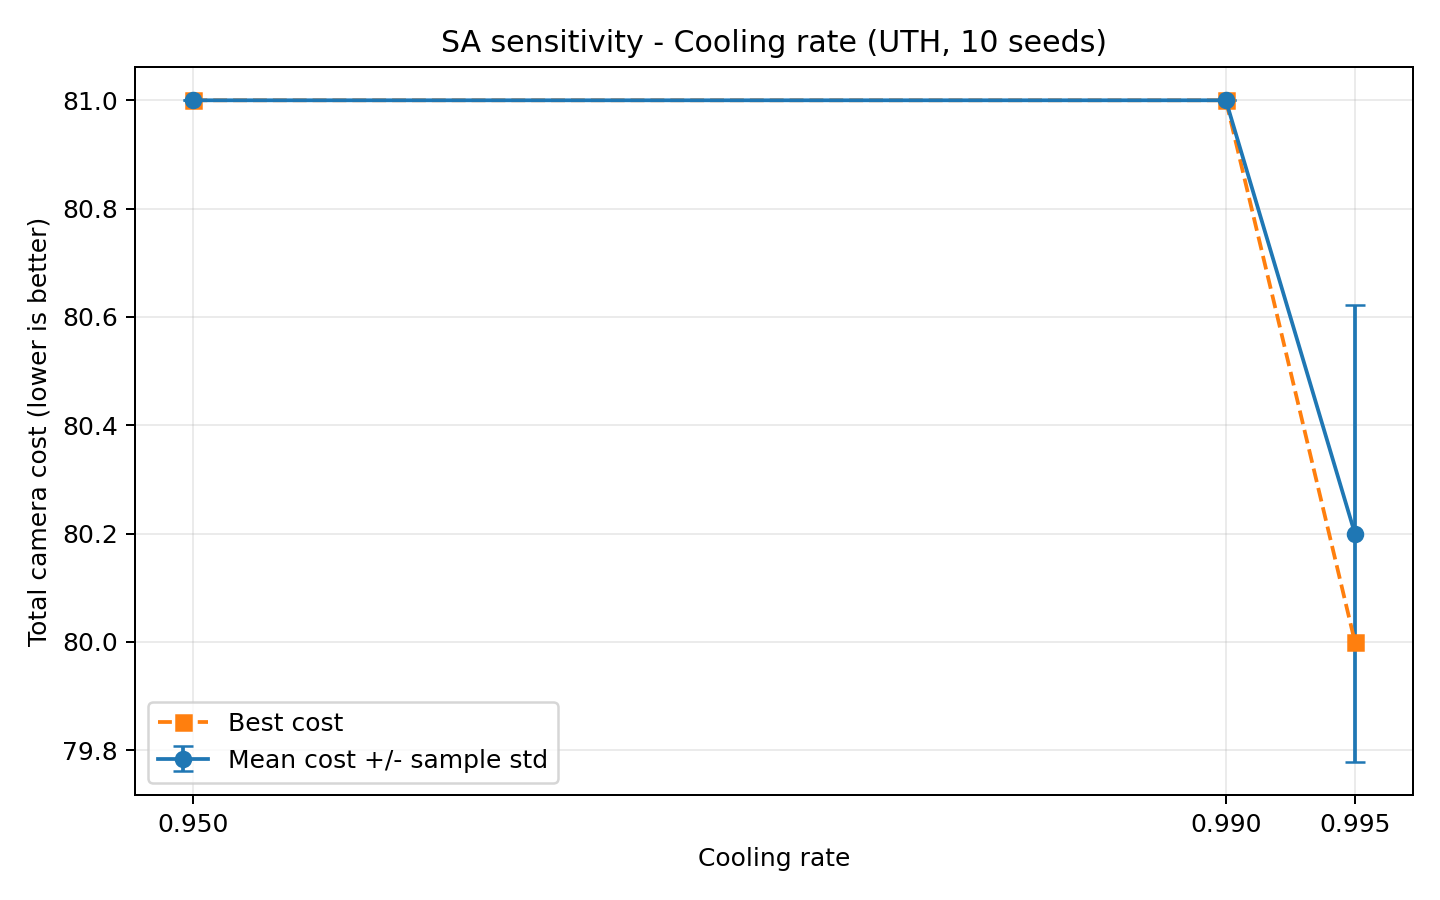 SA sensitivity - Cooling rate (UTH, 10 seeds)
Total camera cost (lower is better)
81.0
80.8
80.6
80.4
80.2
80.0
79.8
Best cost
Mean cost +/- sample std
0.950
0.990
0.995
Cooling rate